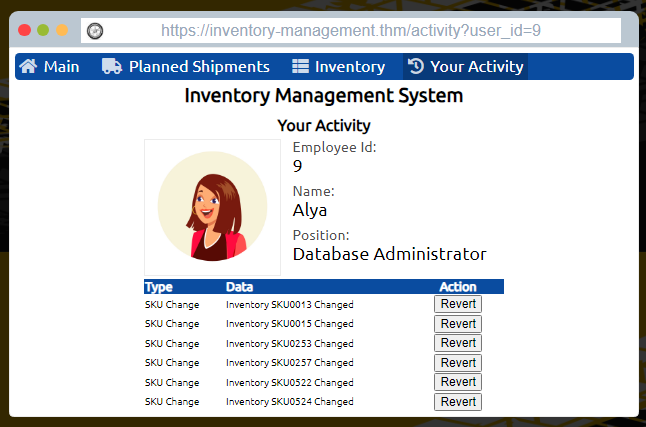 https://inventory-management.thm/activity?user_id=9
Main Planned Shipments Inventory Your Activity
Inventory Management System
Your Activity
Employee Id:
9
Name:
Alya
Position:
Database Administrator
Type Data Action
SKU Change Inventory SKU0013 Changed Revert
SKU Change Inventory SKU0015 Changed Revert
SKU Change Inventory SKU0253 Changed Revert
SKU Change Inventory SKU0257 Changed Revert
SKU Change Inventory SKU0522 Changed Revert
SKU Change Inventory SKU0524 Changed Revert